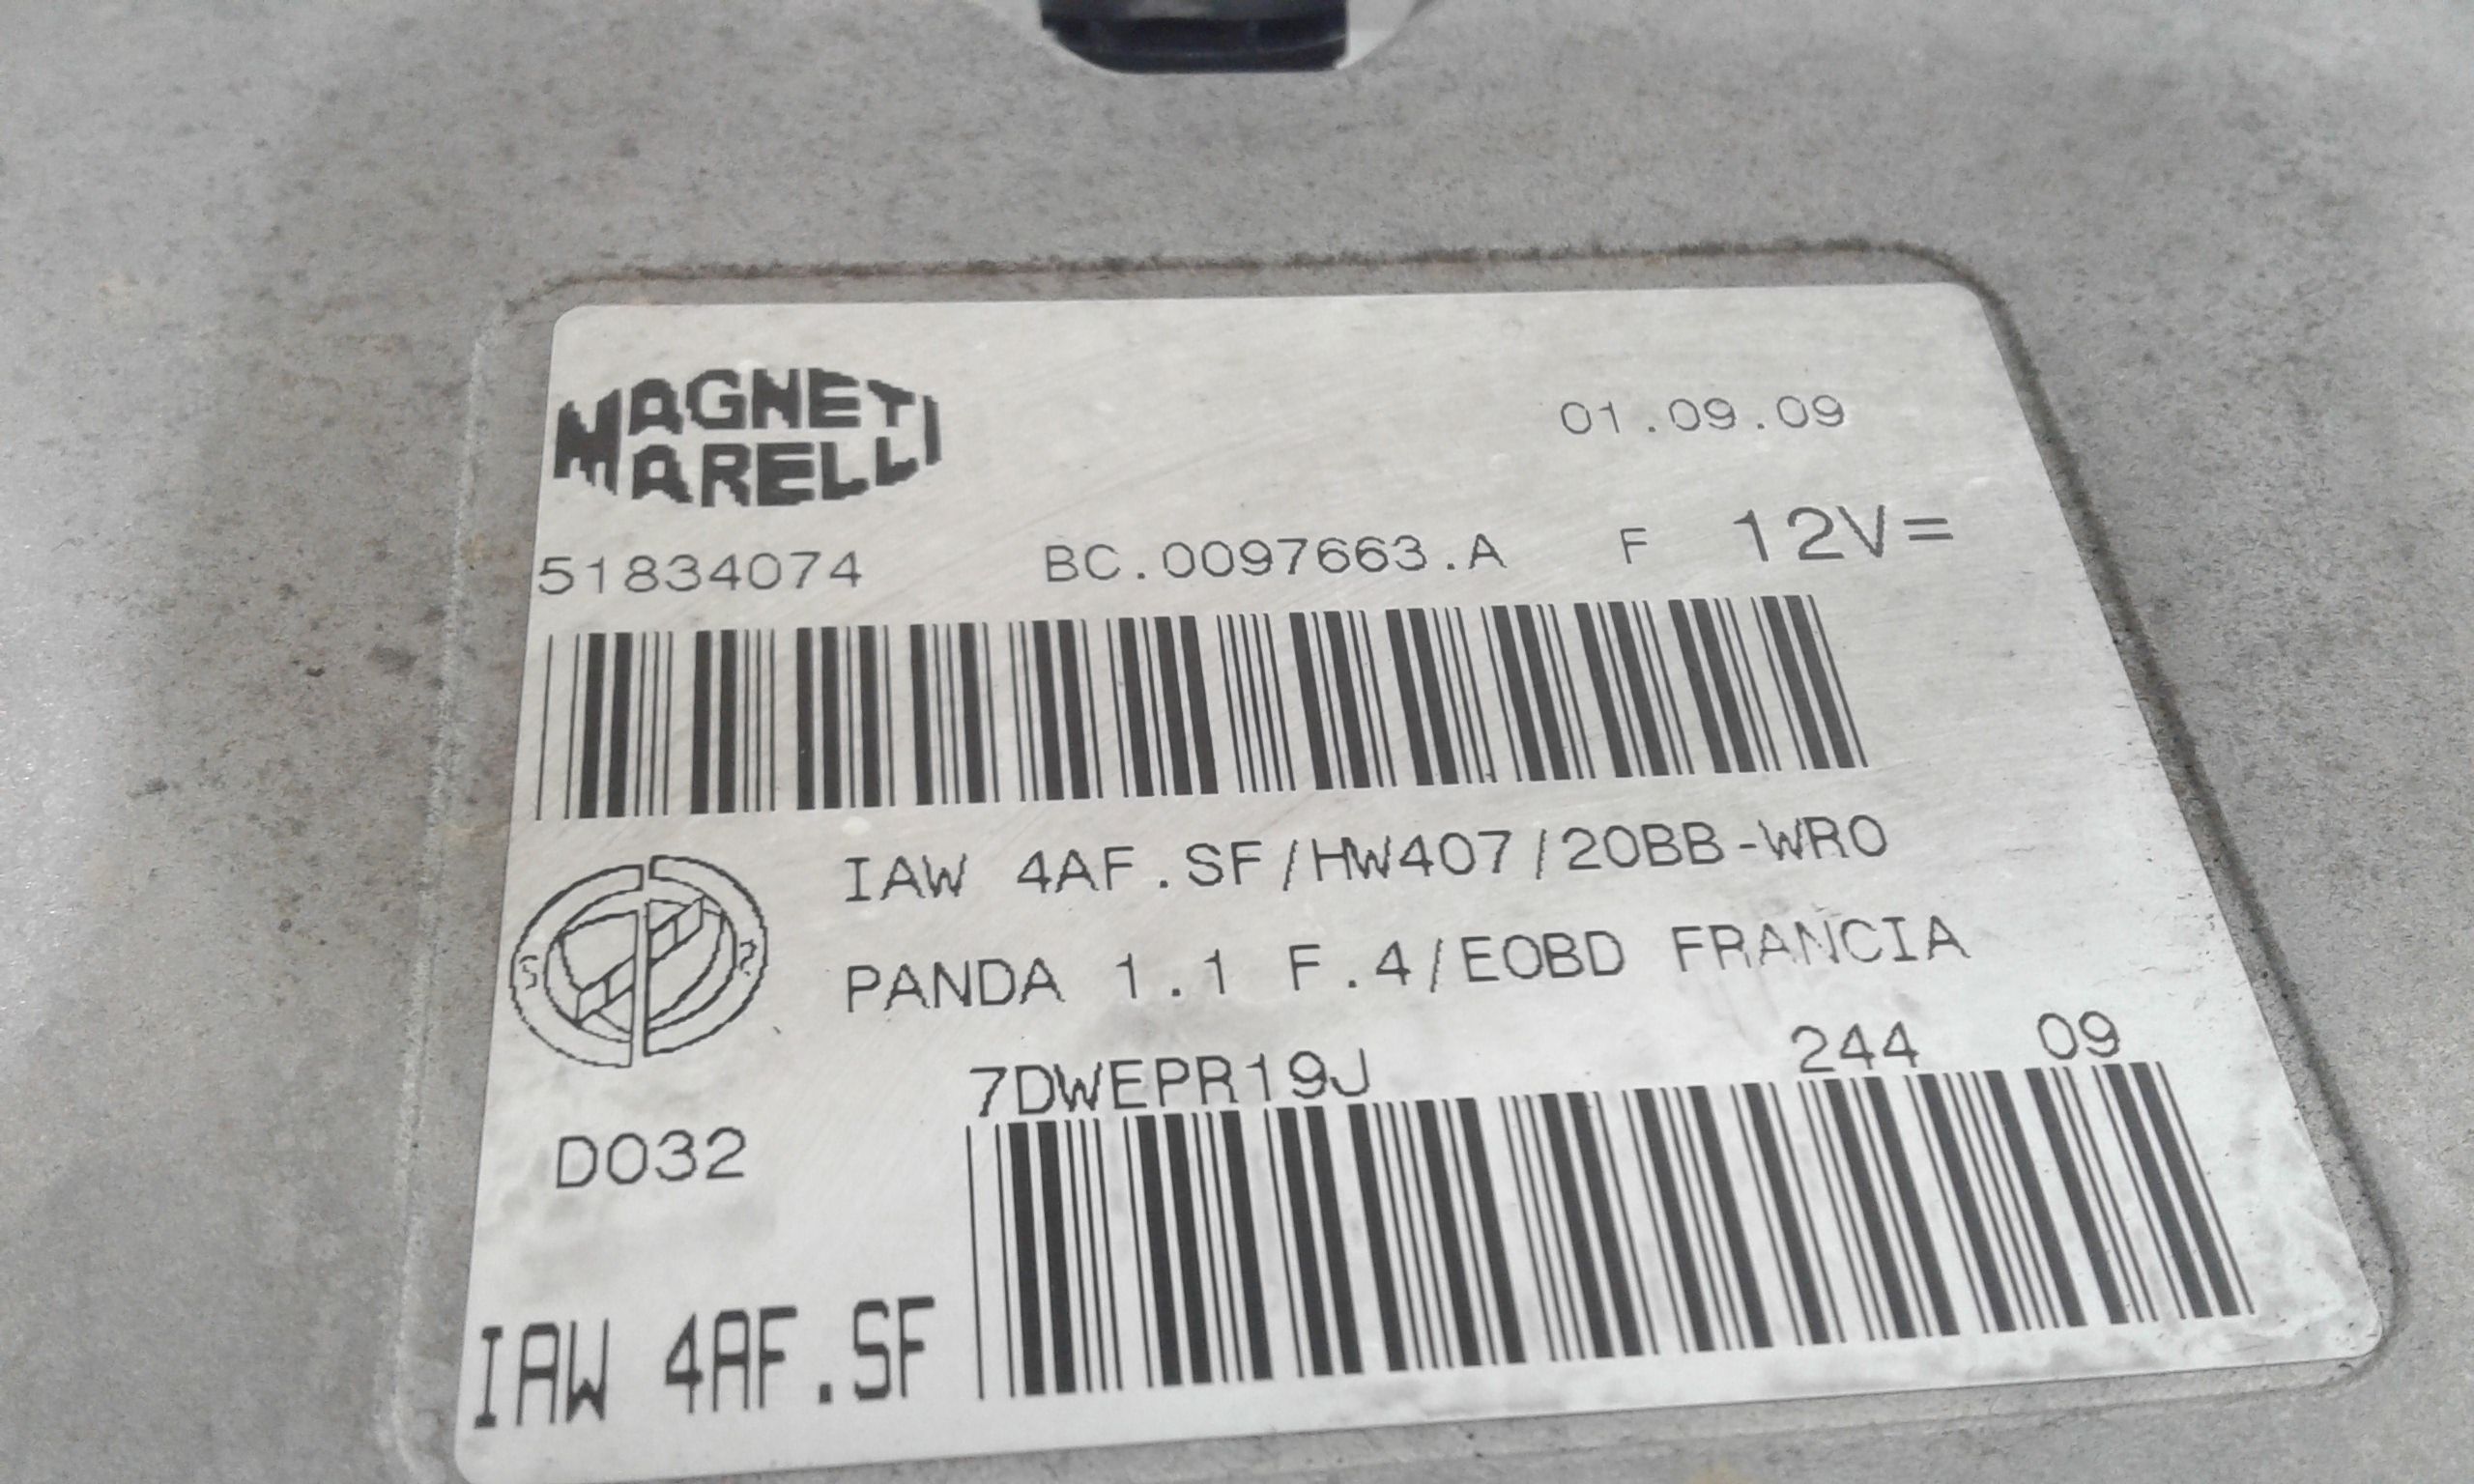 MAGNETI
MARELLI
01.09.09
51834074 BC.0097663.A F 12V=
IAW 4AF.SF/HW407/20BB-WR0
PANDA 1.1 F.4/EOBD FRANCIA
7DWEPR19J 244 09
D032
IAW 4AF.SF